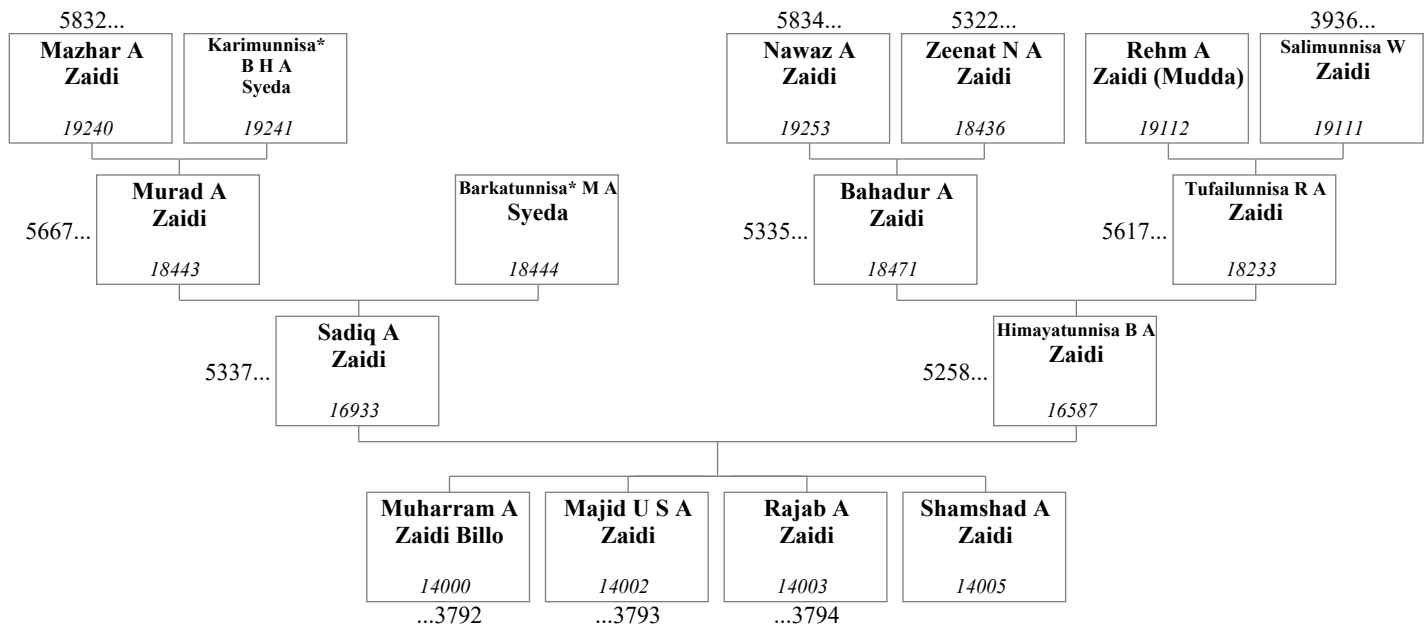 5832...
5834...
5322...
3936...
Mazhar A
Zaidi
19240
Karimunnisa*
B H A
Syeda
19241
Nawaz A
Zaidi
19253
Zeenat N A
Zaidi
18436
Rehm A
Zaidi (Mudda)
19112
Salimunnisa W
Zaidi
19111
5667...
Murad A
Zaidi
18443
Barkatunnisa* M A
Syeda
18444
5335...
Bahadur A
Zaidi
18471
5617...
Tufailunnisa R A
Zaidi
18233
5337...
Sadiq A
Zaidi
16933
5258...
Himayatunnisa B A
Zaidi
16587
Muharram A
Zaidi Billo
14000
...3792
Majid U S A
Zaidi
14002
...3793
Rajab A
Zaidi
14003
...3794
Shamshad A
Zaidi
14005